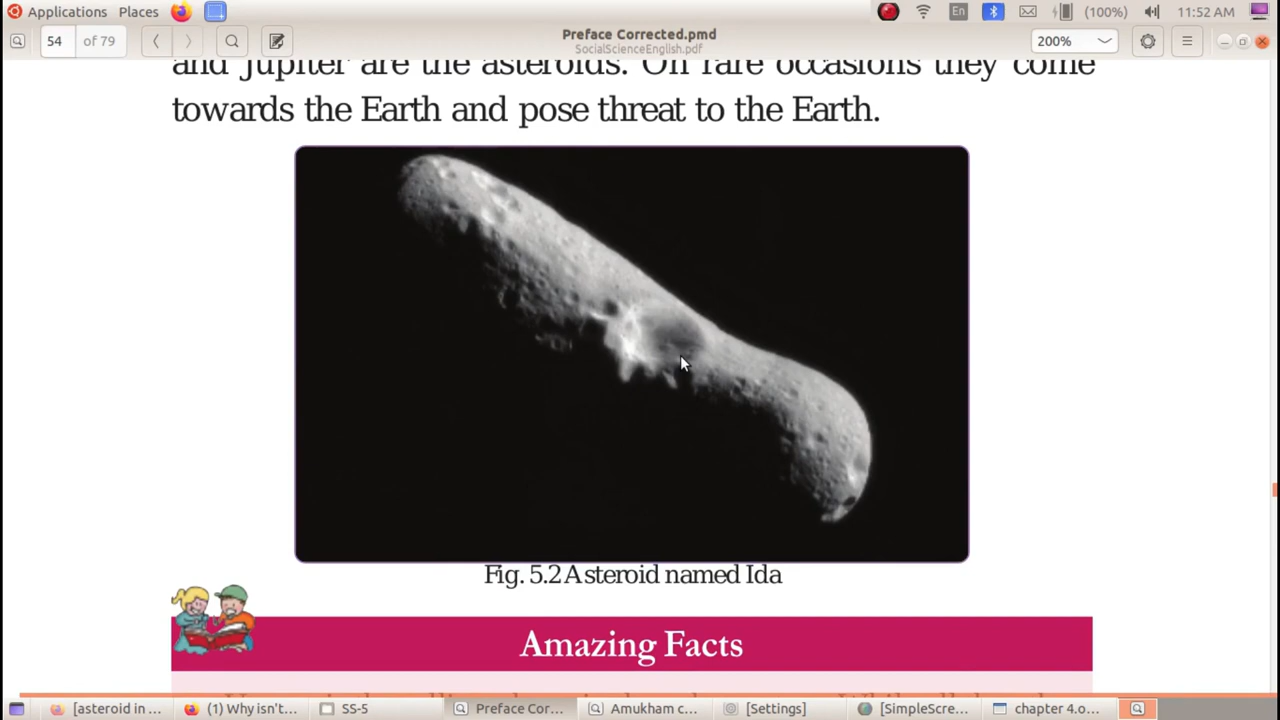 Applications Places En (100%) 11:52 AM
54 of 79 Preface Corrected.pmd 200%
SocialScienceEnglish.pdf
and Jupiter are the asteroids. On rare occasions they come
towards the Earth and pose threat to the Earth.
Fig. 5.2 Asteroid named Ida
Amazing Facts
[asteroid in ... (1) Why isn't... SS-5 Preface Cor... Amukham c... [Settings] [SimpleScre... chapter 4.o...